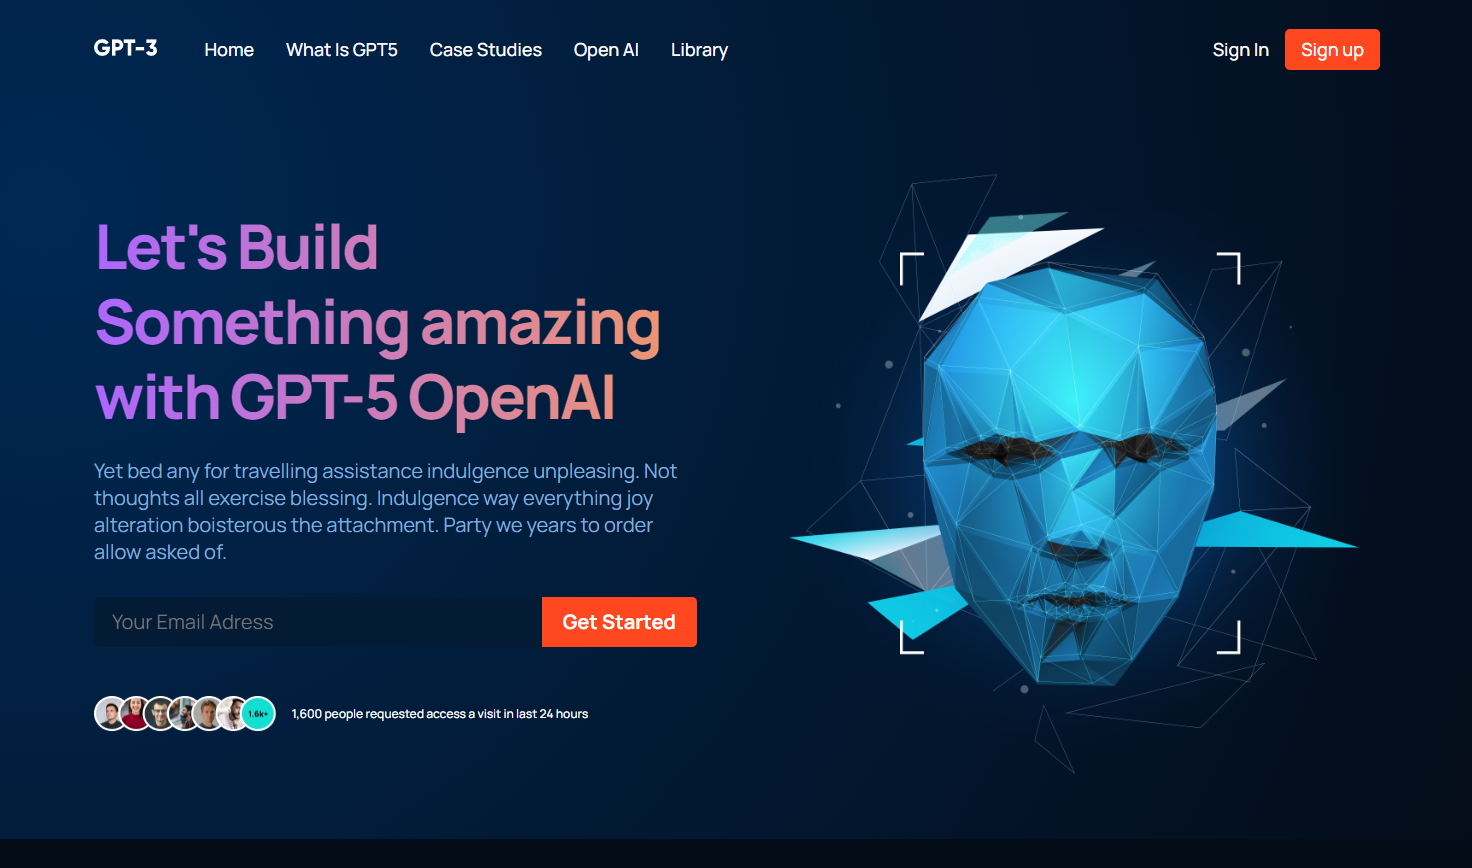 GPT-3
Home
What Is GPT5
Case Studies
Open AI
Library
Sign In
Sign up
Let's Build
Something amazing
with GPT-5 OpenAI
Yet bed any for travelling assistance indulgence unpleasing. Not
thoughts all exercise blessing. Indulgence way everything joy
alteration boisterous the attachment. Party we years to order
allow asked of.
Your Email Adress
Get Started
1.6k+
1,600 people requested access a visit in last 24 hours